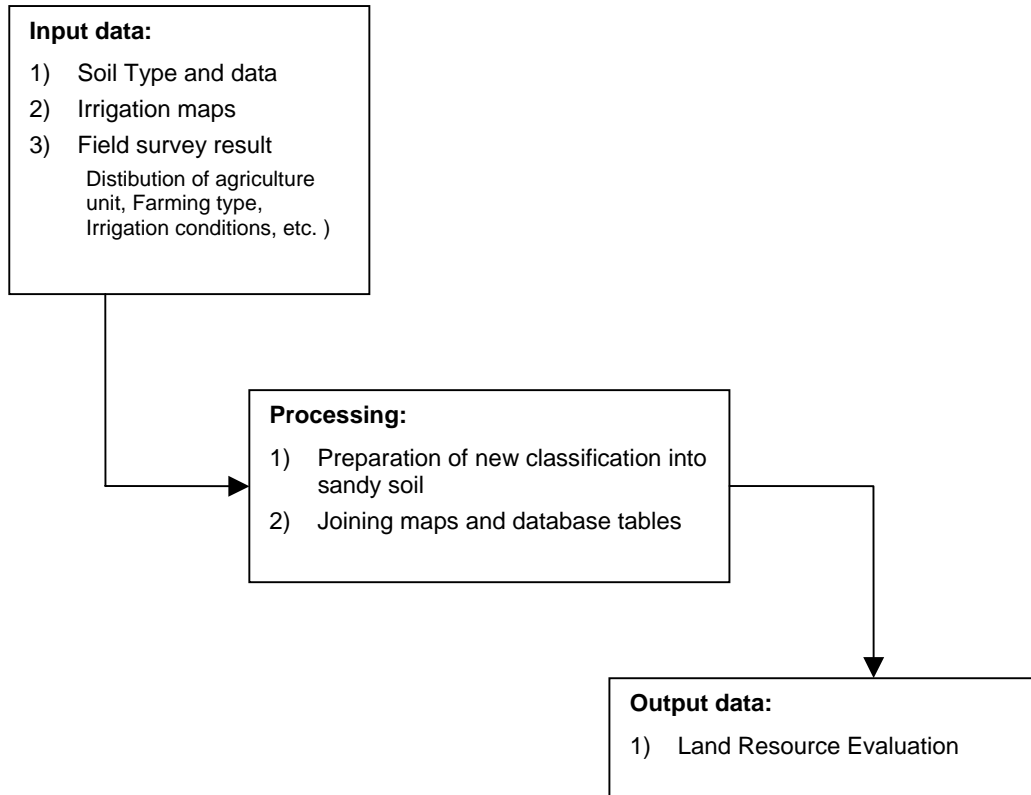 Input data:
1) Soil Type and data
2) Irrigation maps
3) Field survey result
Distibution of agriculture
unit, Farming type,
Irrigation conditions, etc. )
Processing:
1) Preparation of new classification into
sandy soil
2) Joining maps and database tables
Output data:
1) Land Resource Evaluation